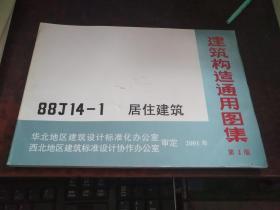 88J14-1 居住建筑
华北地区建筑设计标准化办公室
西北地区建筑标准设计协作办公室
审定 2001年
建筑构造通用图集
第1版